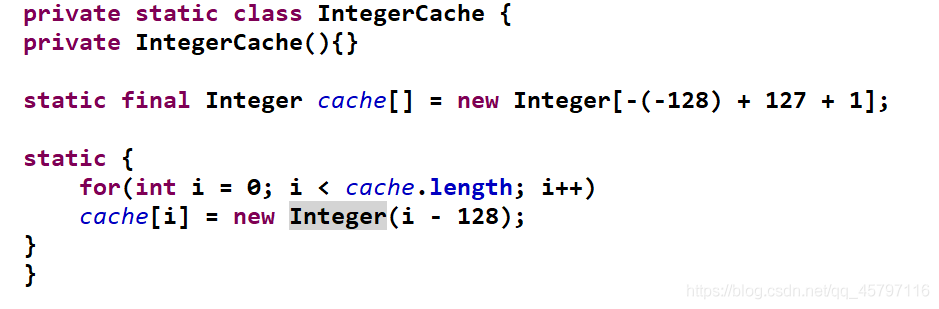 private static class IntegerCache {
private IntegerCache(){}
static final Integer cache[] = new Integer[-(-128) + 127 + 1];
static {
for(int i = 0; i < cache.length; i++)
cache[i] = new Integer(i - 128);
}
}
https://blog.csdn.net/qq_45797116